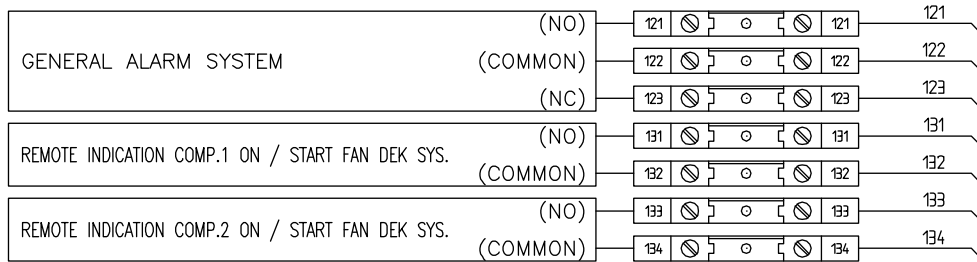 (NO) 121 121 121
GENERAL ALARM SYSTEM (COMMON) 122 122 122
(NC) 123 123 123
(NO) 131 131 131
REMOTE INDICATION COMP.1 ON / START FAN DEK SYS.
(COMMON) 132 132 132
(NO) 133 133 133
REMOTE INDICATION COMP.2 ON / START FAN DEK SYS.
(COMMON) 134 134 134